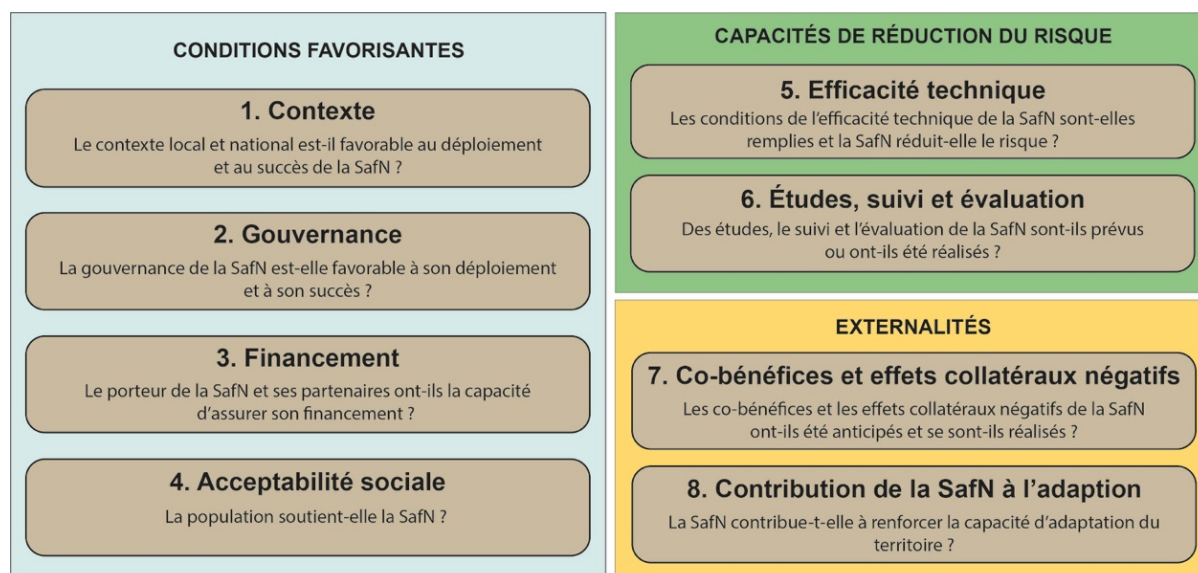 CONDITIONS FAVORISANTES
1. Contexte
Le contexte local et national est-il favorable au déploiement
et au succès de la SafN ?
2. Gouvernance
La gouvernance de la SafN est-elle favorable à son déploiement
et à son succès ?
3. Financement
Le porteur de la SafN et ses partenaires ont-ils la capacité
d’assurer son financement ?
4. Acceptabilité sociale
La population soutient-elle la SafN ?
CAPACITÉS DE RÉDUCTION DU RISQUE
5. Efficacité technique
Les conditions de l’efficacité technique de la SafN sont-elles
remplies et la SafN réduit-elle le risque ?
6. Études, suivi et évaluation
Des études, le suivi et l’évaluation de la SafN sont-ils prévus
ou ont-ils été réalisés ?
EXTERNALITÉS
7. Co-bénéfices et effets collatéraux négatifs
Les co-bénéfices et les effets collatéraux négatifs de la SafN
ont-ils été anticipés et se sont-ils réalisés ?
8. Contribution de la SafN à l’adaption
La SafN contribue-t-elle à renforcer la capacité d’adaptation du
territoire ?